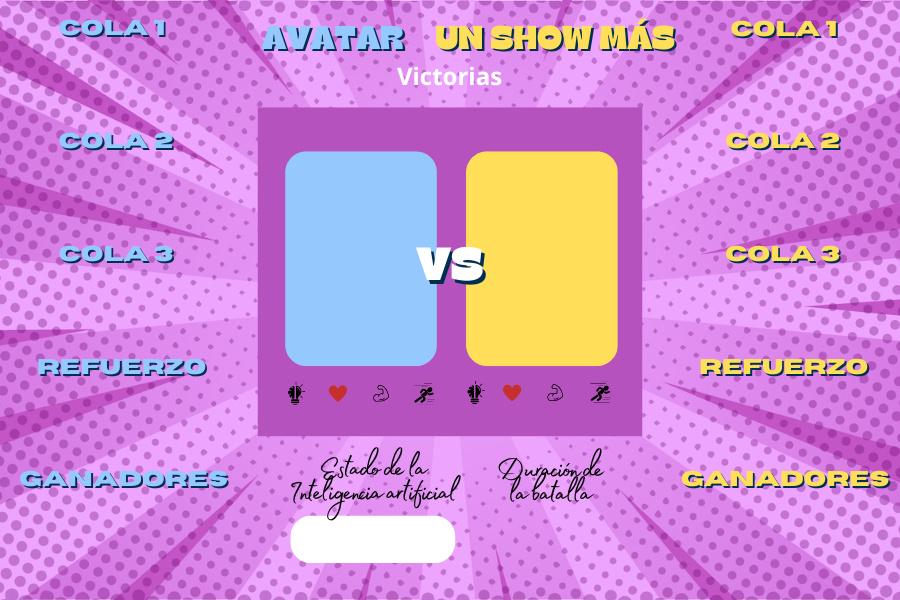 COLA 1
AVATAR
UN SHOW MÁS
COLA 1
Victorias
COLA 2
COLA 2
VS
COLA 3
COLA 3
REFUERZO
REFUERZO
Estado de la
Inteligencia artificial
Duración de
la batalla
GANADORES
GANADORES